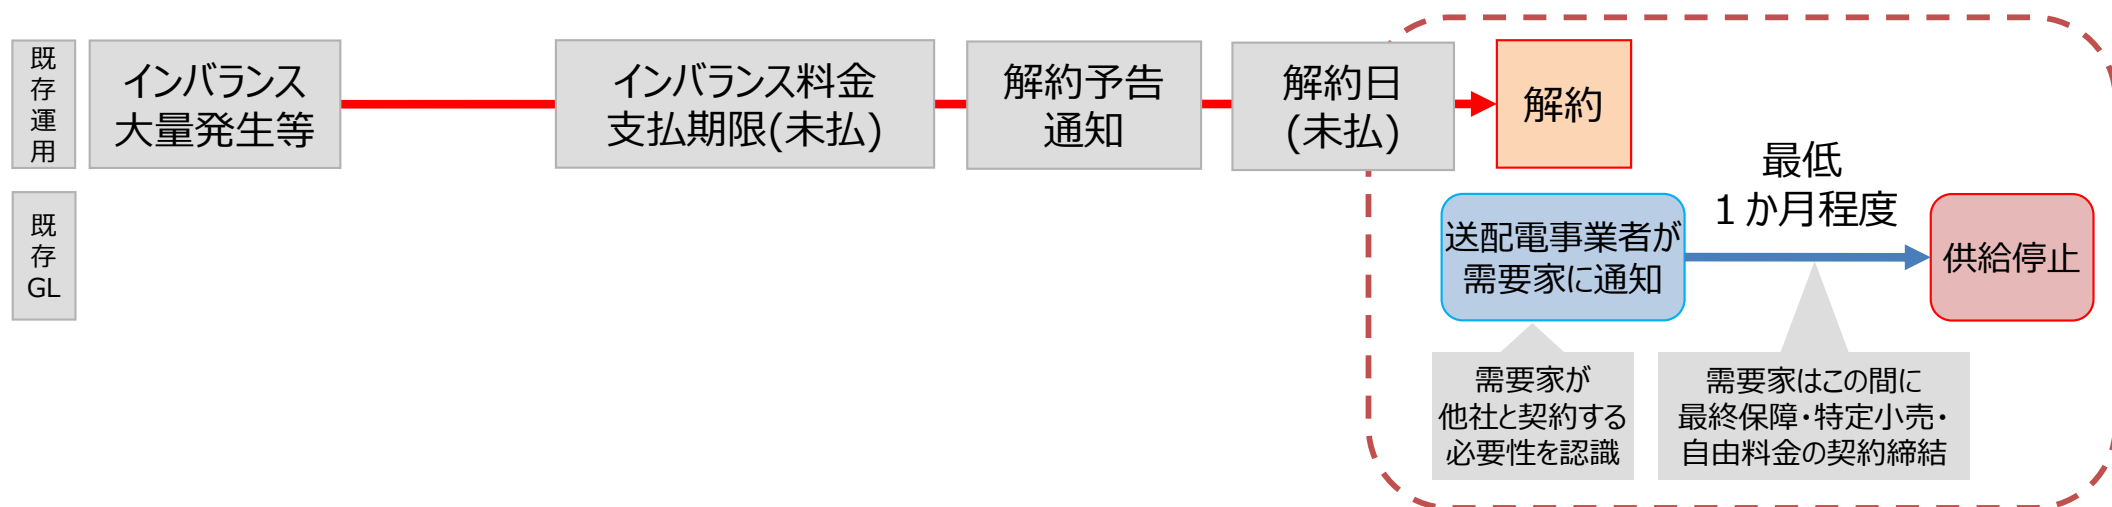 既
存
運
用
インバランス
大量発生等
インバランス料金
支払期限(未払)
解約予告
通知
解約日
(未払)
解約
既
存
GL
送配電事業者が
需要家に通知
最低
１か月程度
供給停止
需要家が
他社と契約する
必要性を認識
需要家はこの間に
最終保障・特定小売・
自由料金の契約締結